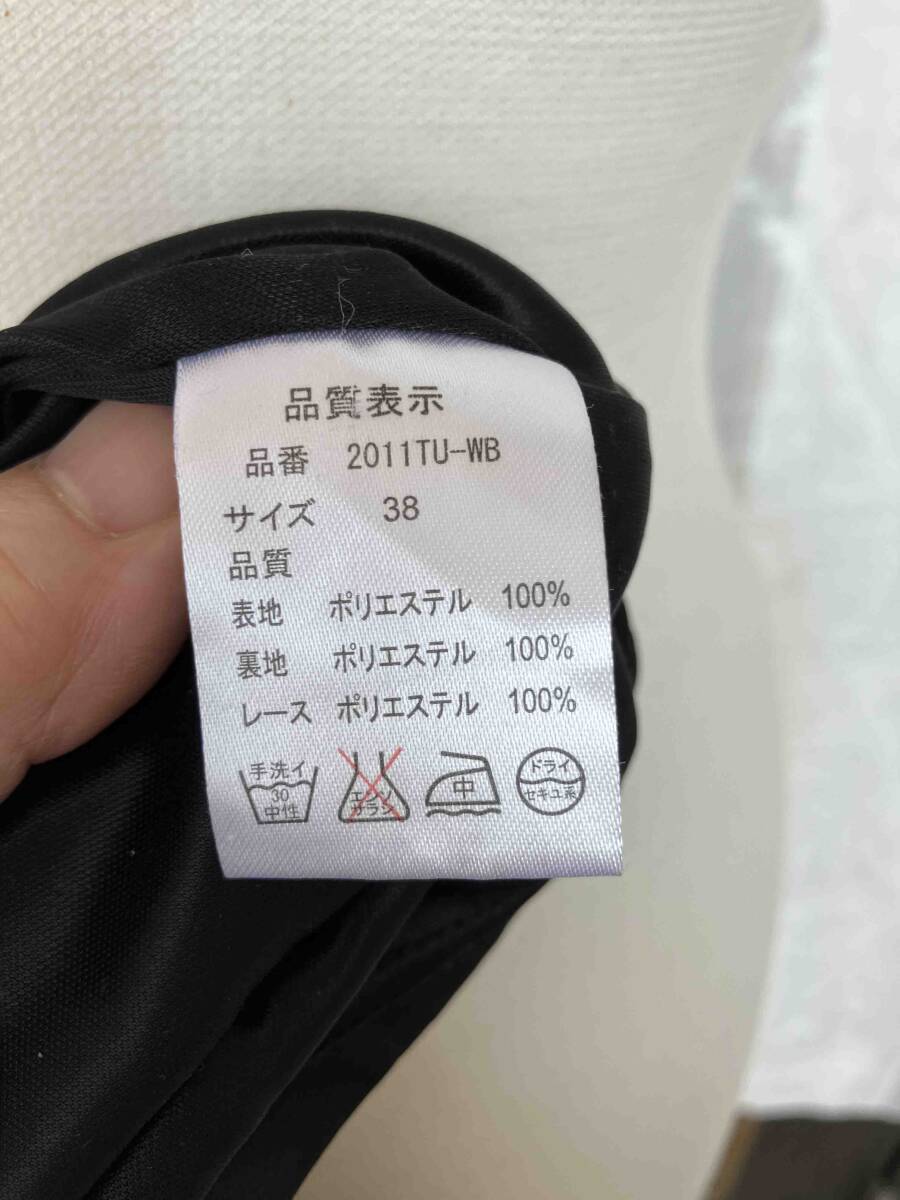 品質表示
品番 2011TU-WB
サイズ 38
品質
表地 ポリエステル 100%
裏地 ポリエステル 100%
レース ポリエステル 100%
手洗イ
30
中性
エンソ
サラシ
中
ドライ
セキユ系